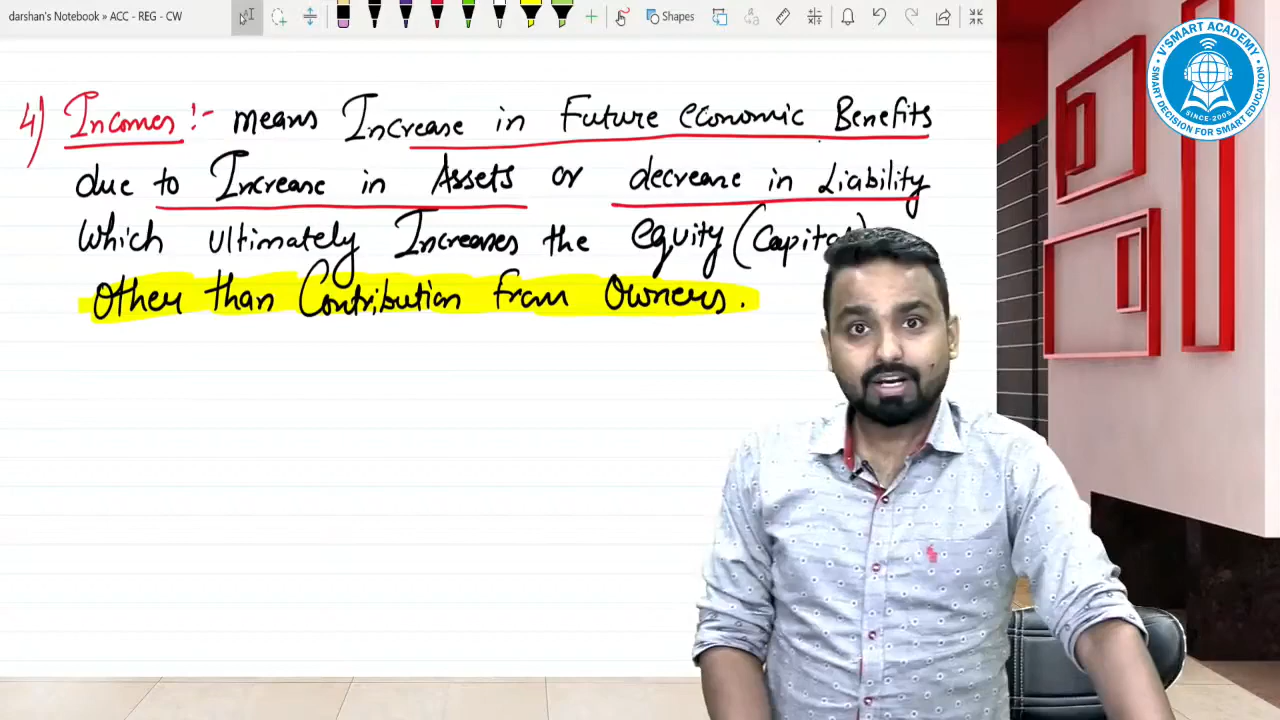 darshan's Notebook » ACC - REG - CW
Shapes
4) Incomes :- means Increase in Future economic Benefits
due to Increase in Assets or decrease in Liability
Which ultimately Increases the equity (Capital)
Other than Contribution from Owners.
V'SMART ACADEMY
SINCE-2005
SMART DECISION FOR SMART EDUCATION